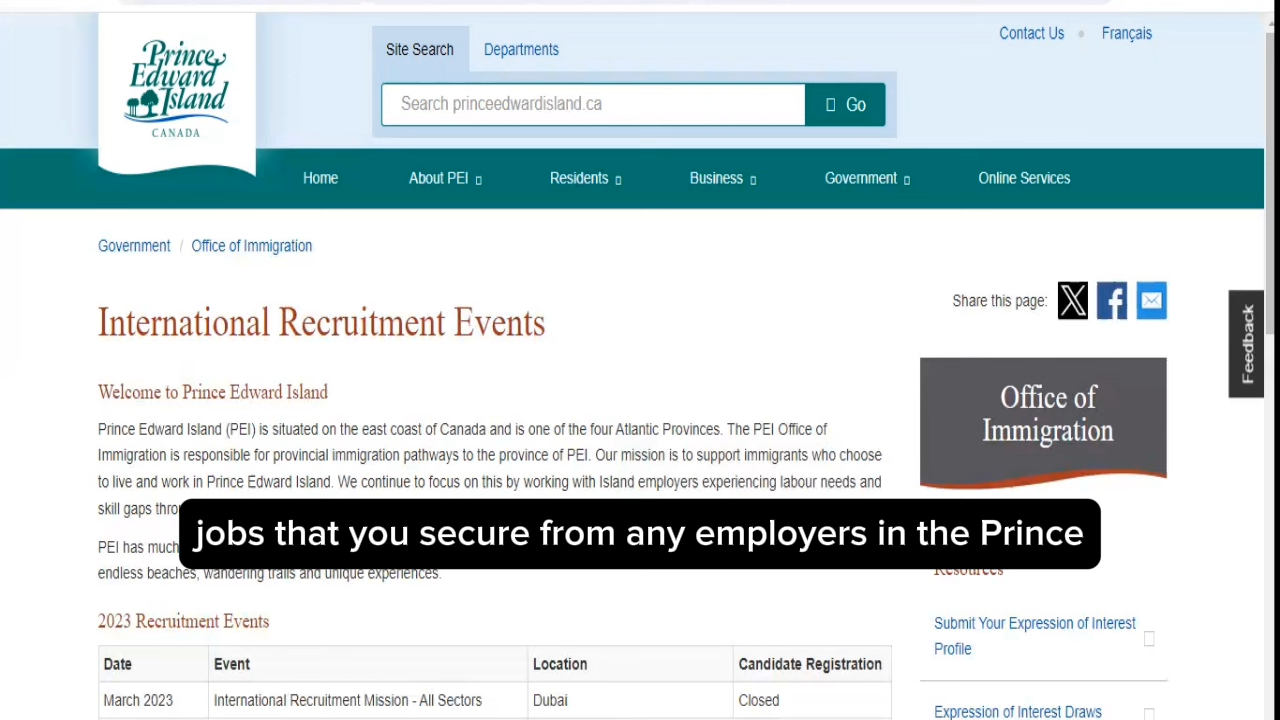 Prince
Edward
Island
CANADA
Site Search
Departments
Contact Us
Français
Search princeedwardisland.ca
Go
Home
About PEI
Residents
Business
Government
Online Services
Government / Office of Immigration
Share this page:
International Recruitment Events
Feedback
Office of
Immigration
Welcome to Prince Edward Island
Prince Edward Island (PEI) is situated on the east coast of Canada and is one of the four Atlantic Provinces. The PEI Office of
Immigration is responsible for provincial immigration pathways to the province of PEI. Our mission is to support immigrants who choose
to live and work in Prince Edward Island. We continue to focus on this by working with Island employers experiencing labour needs and
skill gaps
jobs that you secure from any employers in the Prince
PEI has much
endless beaches, wandering trails and unique experiences.
Resources
2023 Recruitment Events
Submit Your Expression of Interest
Profile
Date
Event
Location
Candidate Registration
March 2023
International Recruitment Mission - All Sectors
Dubai
Closed
Expression of Interest Draws